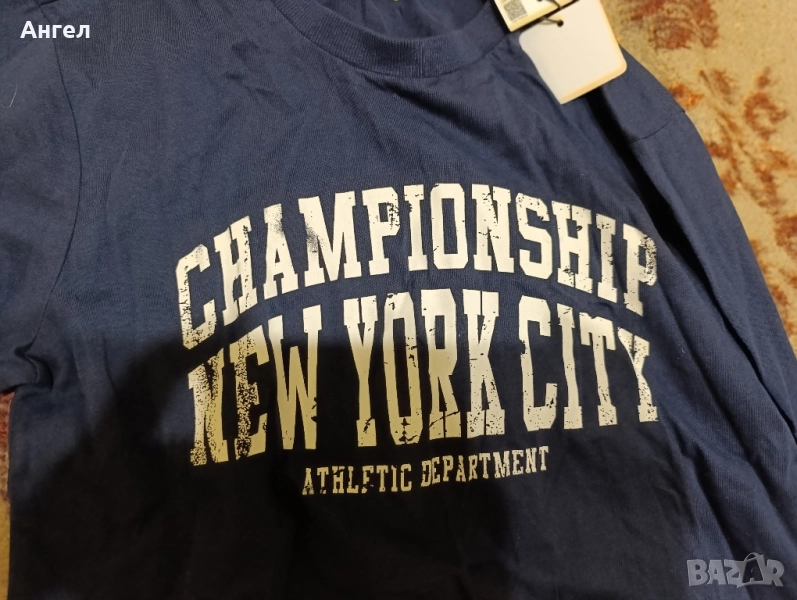 Ангел
CHAMPIONSHIP
NEW YORK CITY
ATHLETIC DEPARTMENT
BAZAR